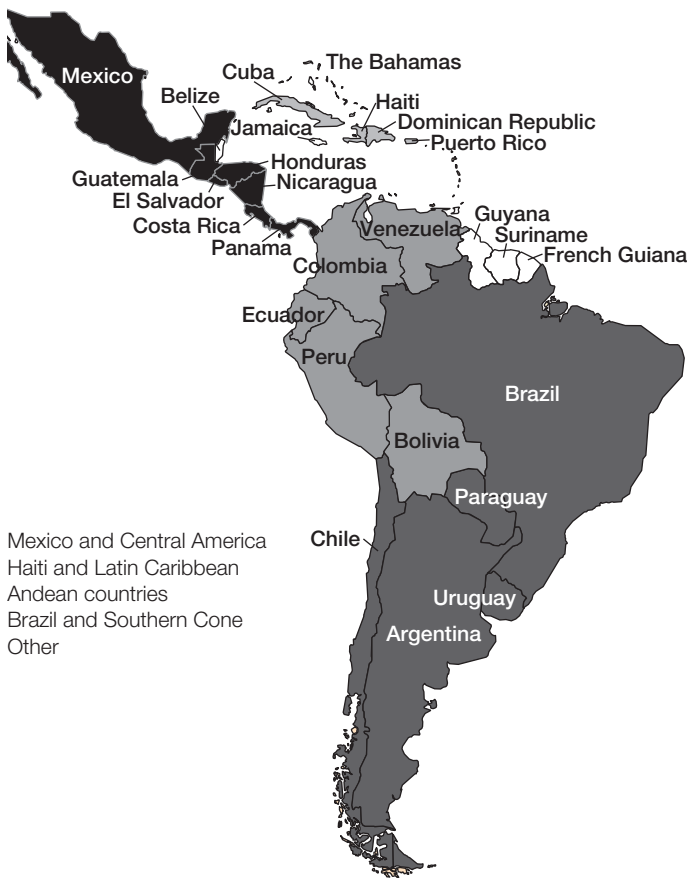 The Bahamas
Cuba
Mexico
Belize
Haiti
Jamaica
Dominican Republic
Puerto Rico
Honduras
Guatemala
Nicaragua
El Salvador
Costa Rica
Panama
Guyana
Venezuela
Suriname
French Guiana
Colombia
Ecuador
Peru
Brazil
Bolivia
Paraguay
Chile
Mexico and Central America
Haiti and Latin Caribbean
Andean countries
Brazil and Southern Cone
Other
Uruguay
Argentina